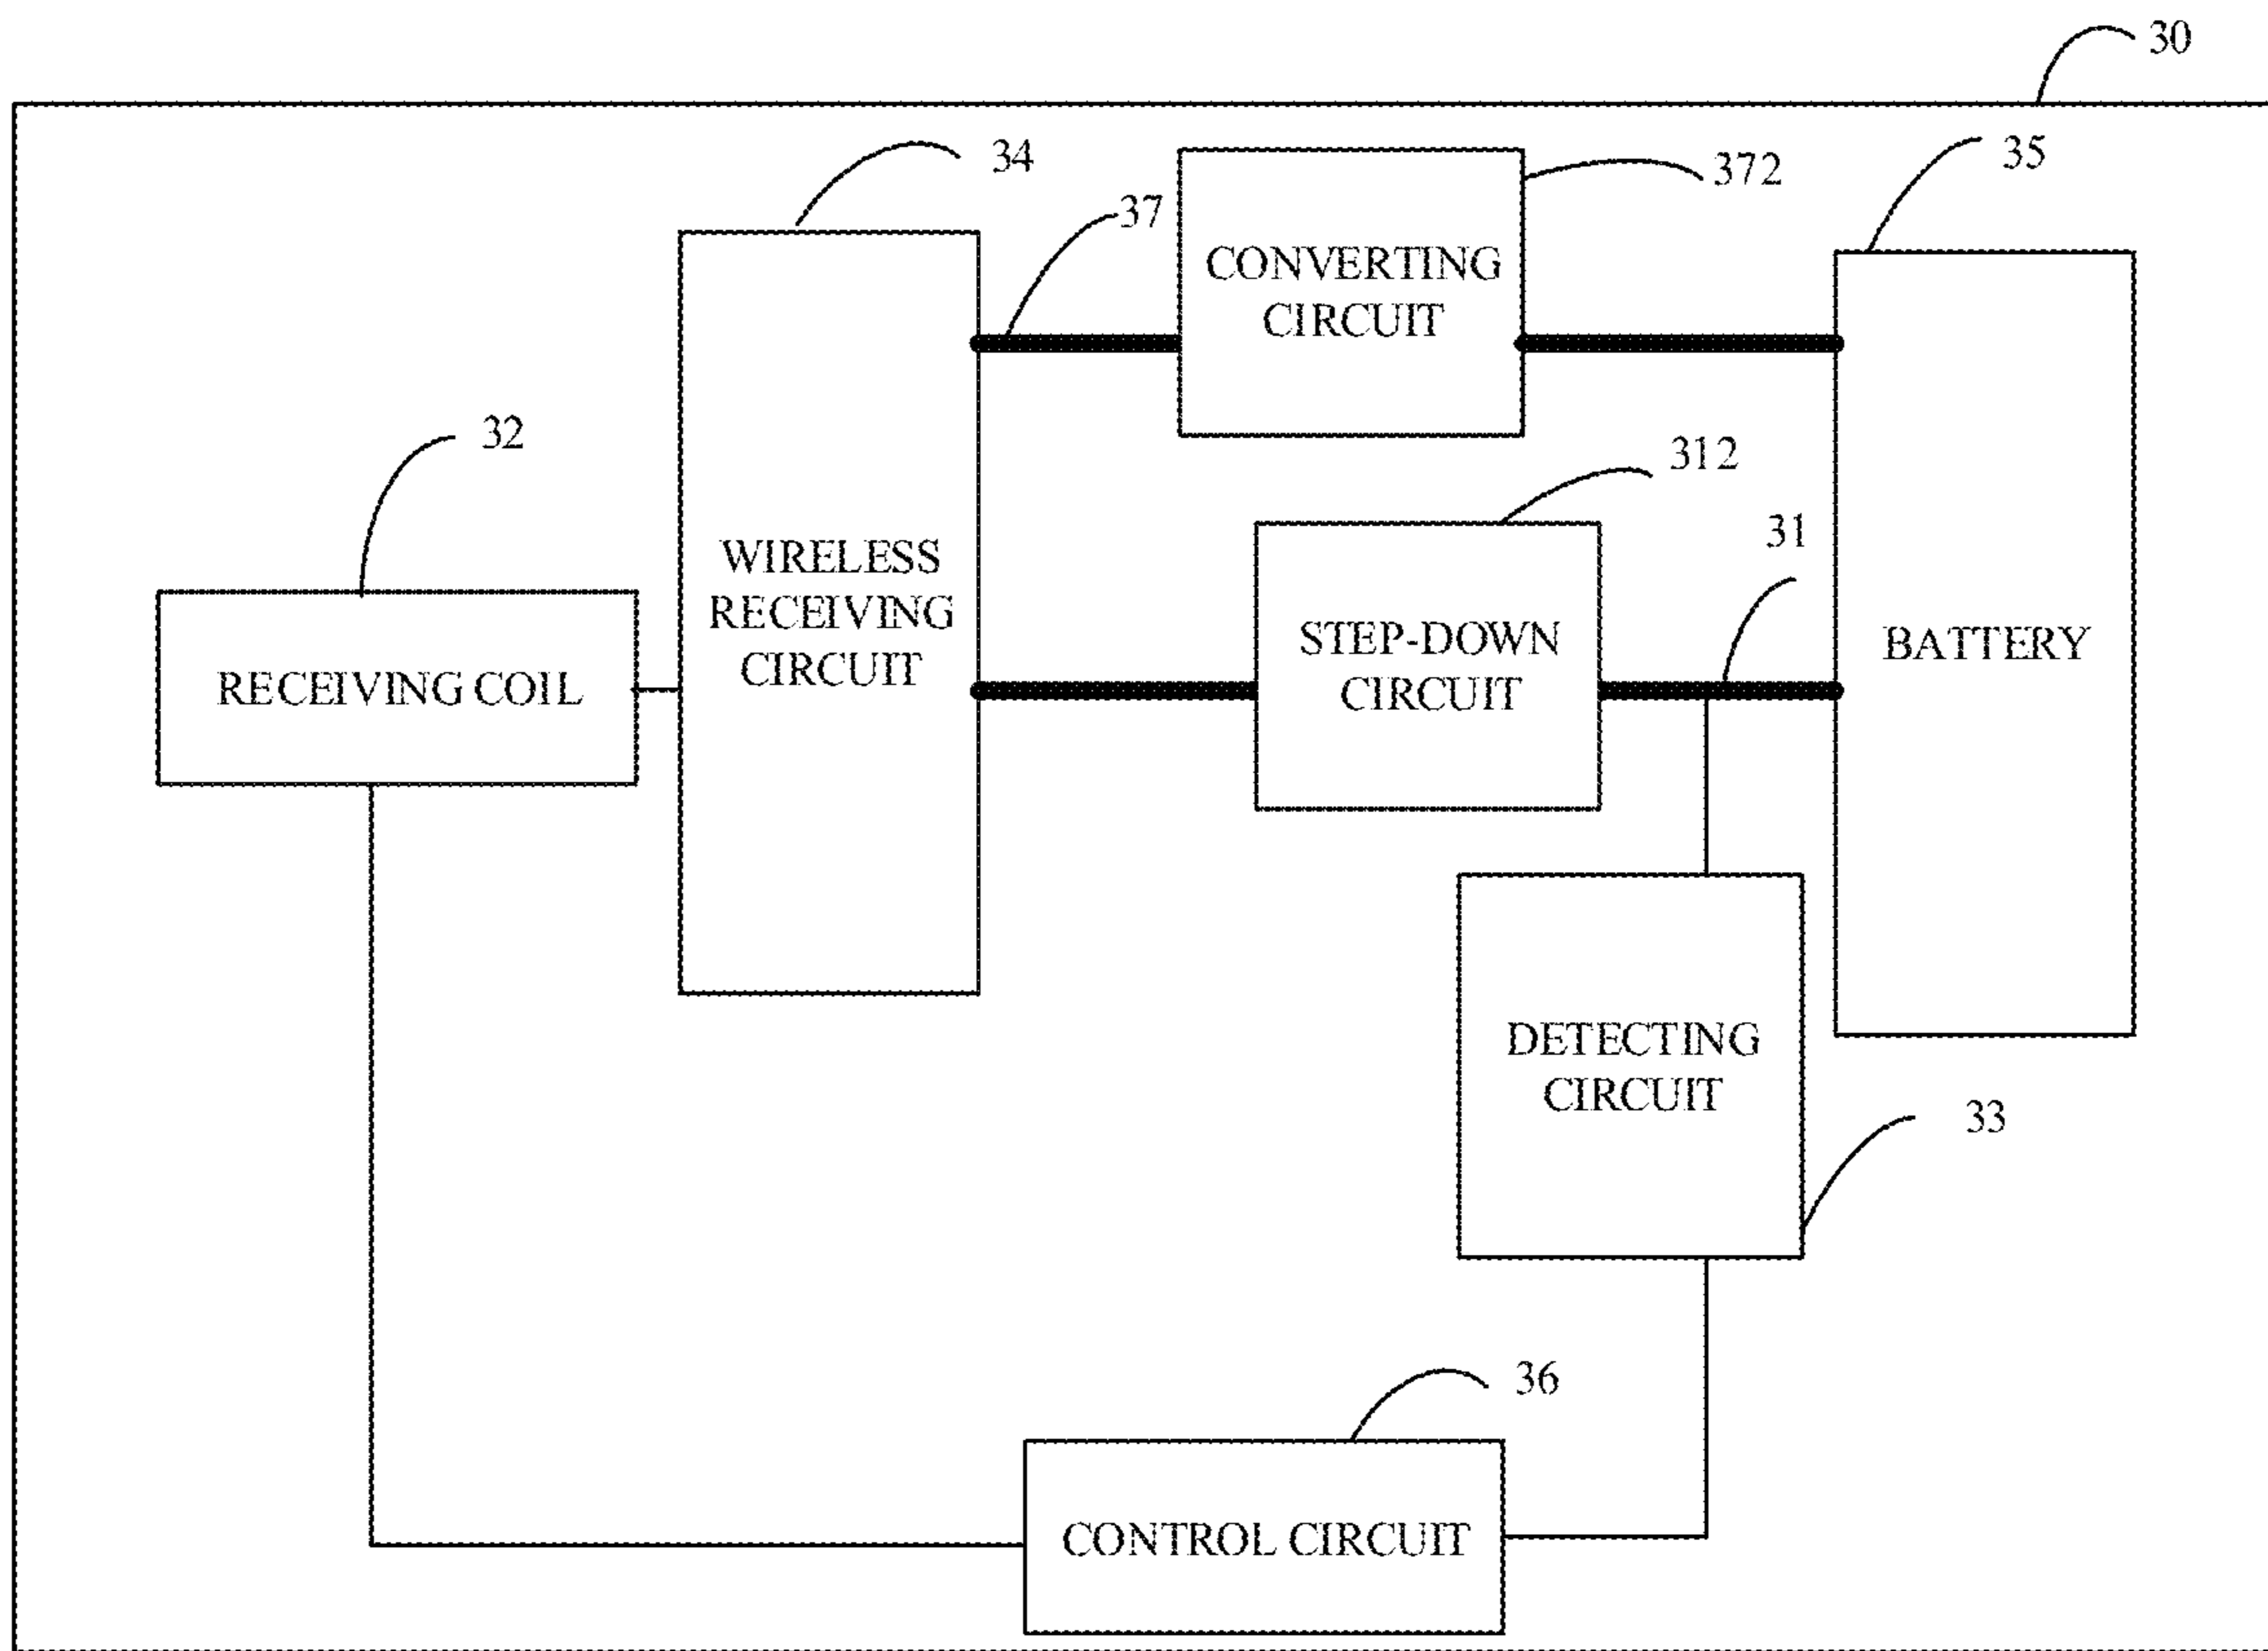 30
34
37
CONVERTING
CIRCUIT
372
35
32
312
31
WIRELESS
RECEIVING
CIRCUIT
STEP-DOWN
CIRCUIT
BATTERY
RECEIVING COIL
DETECTING
CIRCUIT
33
36
CONTROL CIRCUIT